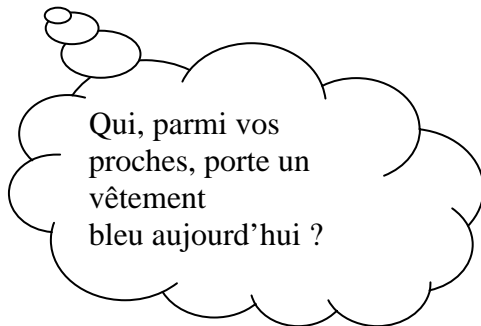 Qui, parmi vos
proches, porte un
vêtement
bleu aujourd’hui ?